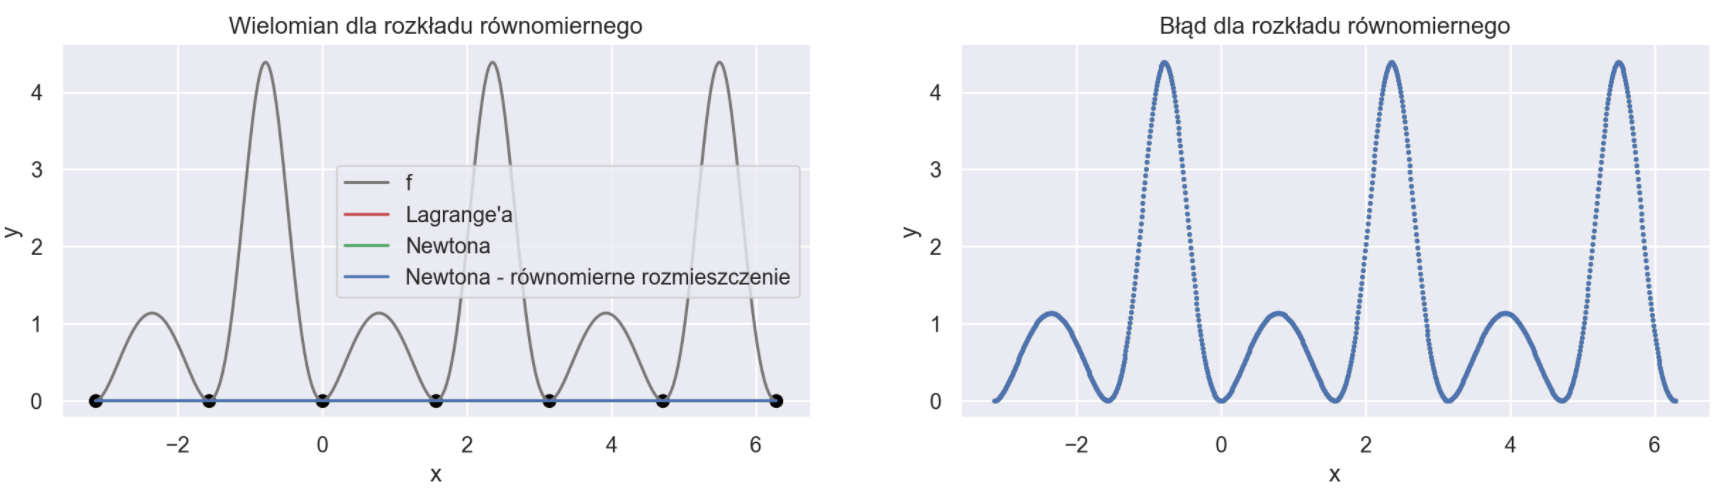 Wielomian dla rozkładu równomiernego
y
4
3
2
1
0
f
Lagrange'a
Newtona
Newtona - równomierne rozmieszczenie
−2
0
2
4
6
x
Błąd dla rozkładu równomiernego
y
4
3
2
1
0
−2
0
2
4
6
x